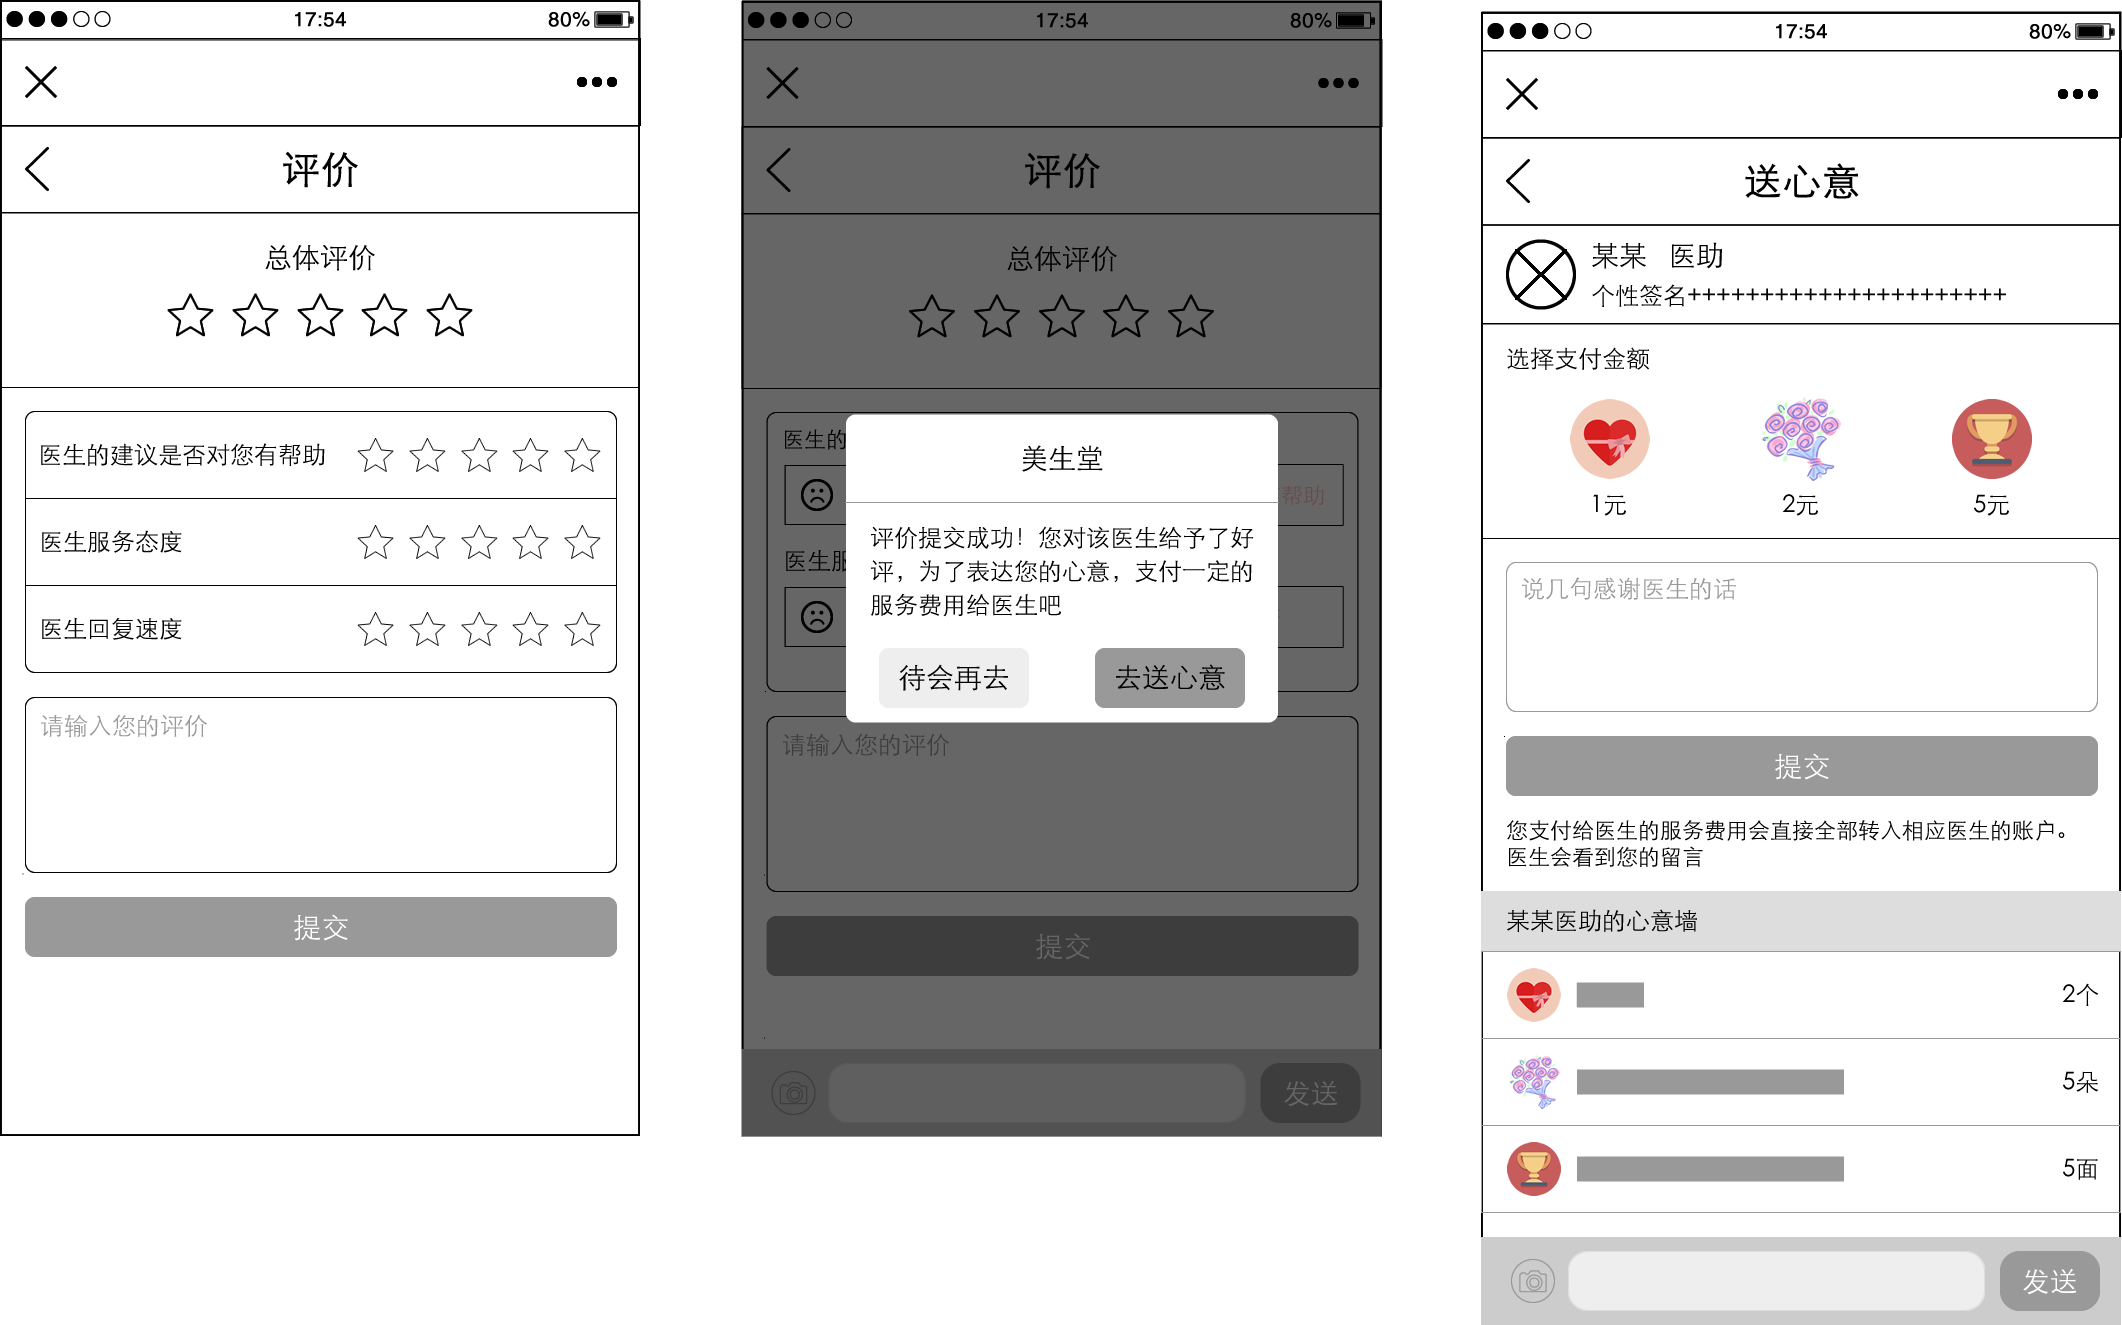 17:54
80%
评价
总体评价
医生的建议是否对您有帮助
医生服务态度
医生回复速度
请输入您的评价
提交
17:54
80%
评价
总体评价
医生的
帮助
医生服
美生堂
评价提交成功！您对该医生给予了好
评，为了表达您的心意，支付一定的
服务费用给医生吧
待会再去
去送心意
请输入您的评价
提交
发送
17:54
80%
送心意
某某 医助
个性签名++++++++++++++++++++++
选择支付金额
1元
2元
5元
说几句感谢医生的话
提交
您支付给医生的服务费用会直接全部转入相应医生的账户。
医生会看到您的留言
某某医助的心意墙
2个
5朵
5面
发送